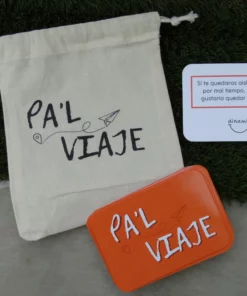 PA'L
VIAJE
Si te quedaras
por mal tiempo,
gustaría quedar
PA'L
VIAJE